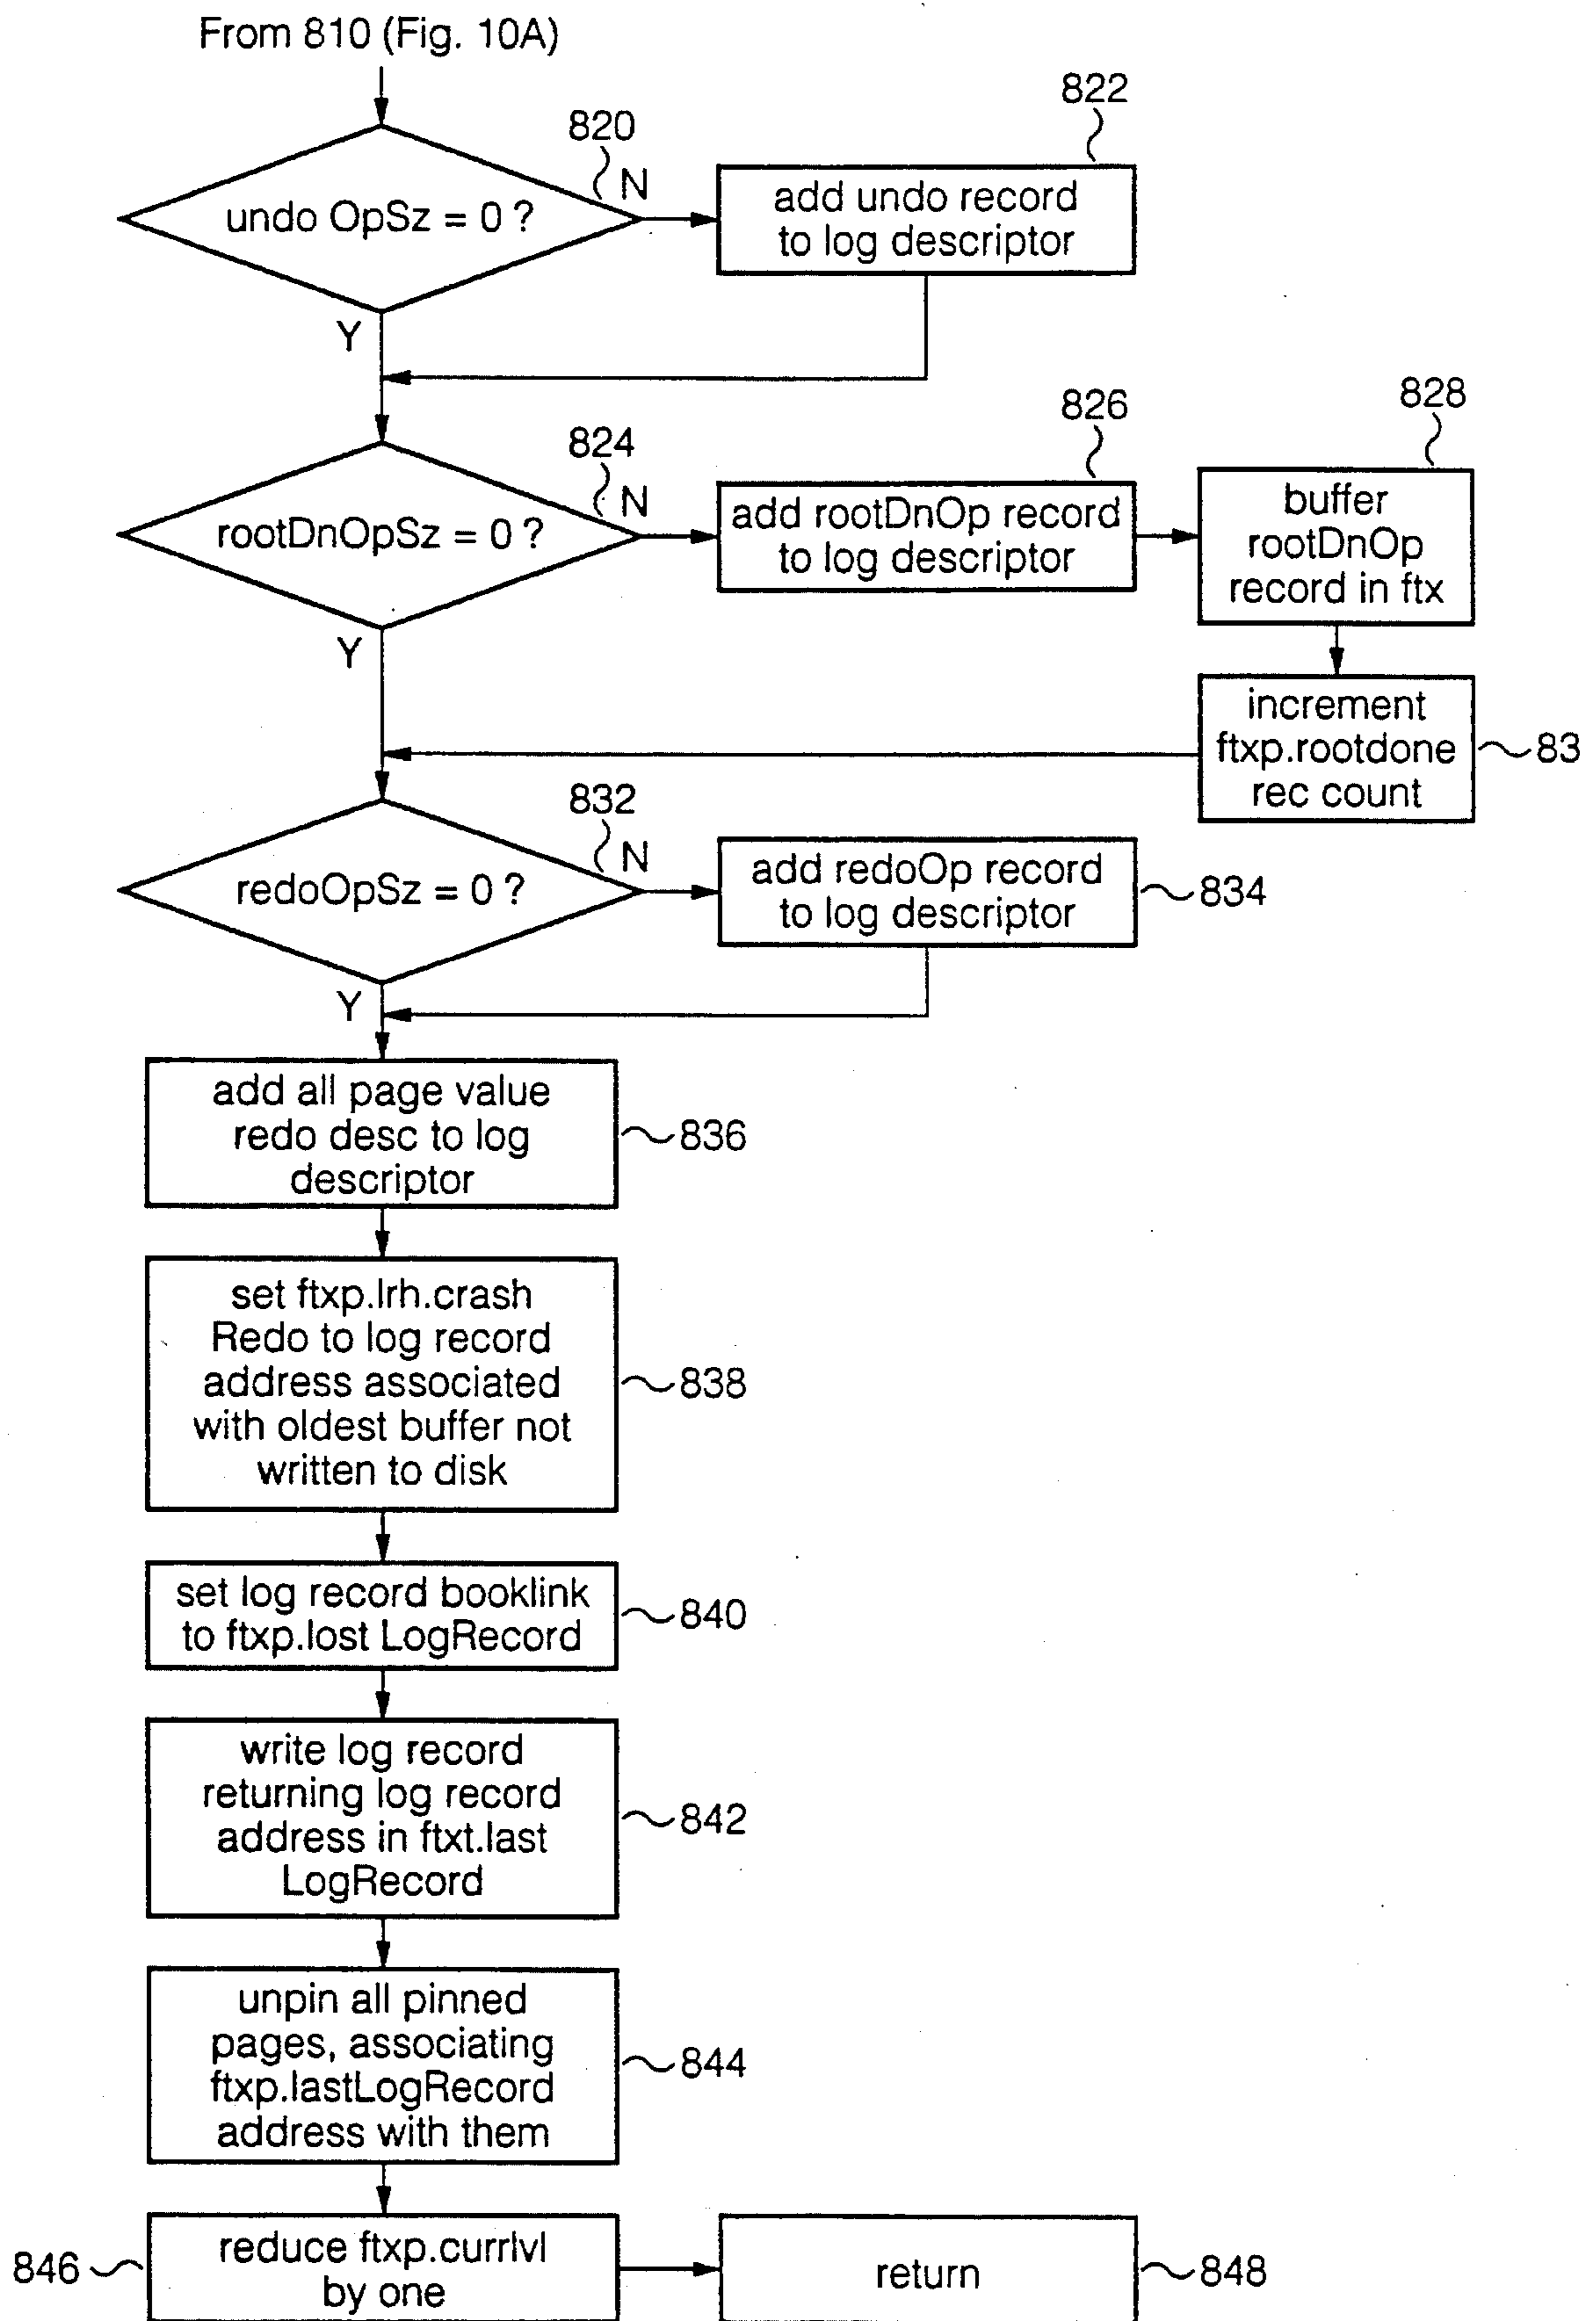 From 810 (Fig. 10A)
822
820
N
undo OpSz = 0 ?
add undo record
to log descriptor
Y
828
826
824
N
rootDnOpSz = 0 ?
add rootDnOp record
to log descriptor
buffer
rootDnOp
record in ftx
Y
increment
ftxp.rootdone
rec count
83
832
N
redoOpSz = 0 ?
add redoOp record
to log descriptor
834
Y
add all page value
redo desc to log
descriptor
836
set ftxp.lrh.crash
Redo to log record
address associated
with oldest buffer not
written to disk
838
set log record booklink
to ftxp.lost LogRecord
840
write log record
returning log record
address in ftxt.last
LogRecord
842
unpin all pinned
pages, associating
ftxp.lastLogRecord
address with them
844
846
reduce ftxp.currlvl
by one
return
848